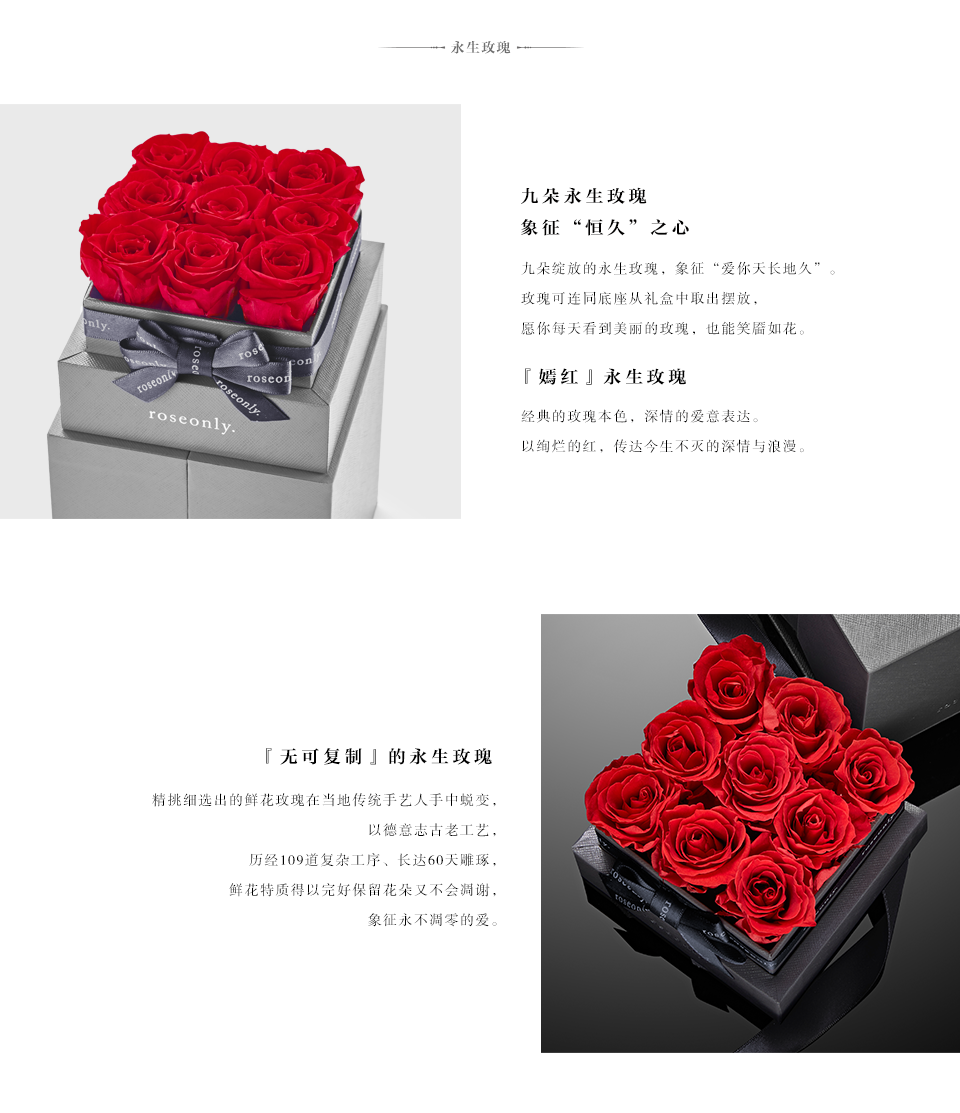 永生玫瑰
九朵永生玫瑰
象征“恒久”之心
九朵绽放的永生玫瑰，象征“爱你天长地久”。
玫瑰可连同底座从礼盒中取出摆放，
愿你每天看到美丽的玫瑰，也能笑靥如花。
only.
roseonly.
roseonly.
rose
roseonly.
roseon
roseonly.
roseonly.
『嫣红』永生玫瑰
经典的玫瑰本色，深情的爱意表达。
以绚烂的红，传达今生不灭的深情与浪漫。
『无可复制』的永生玫瑰
精挑细选出的鲜花玫瑰在当地传统手艺人手中蜕变，
以德意志古老工艺，
历经109道复杂工序、长达60天雕琢，
鲜花特质得以完好保留花朵又不会凋谢，
象征永不凋零的爱。